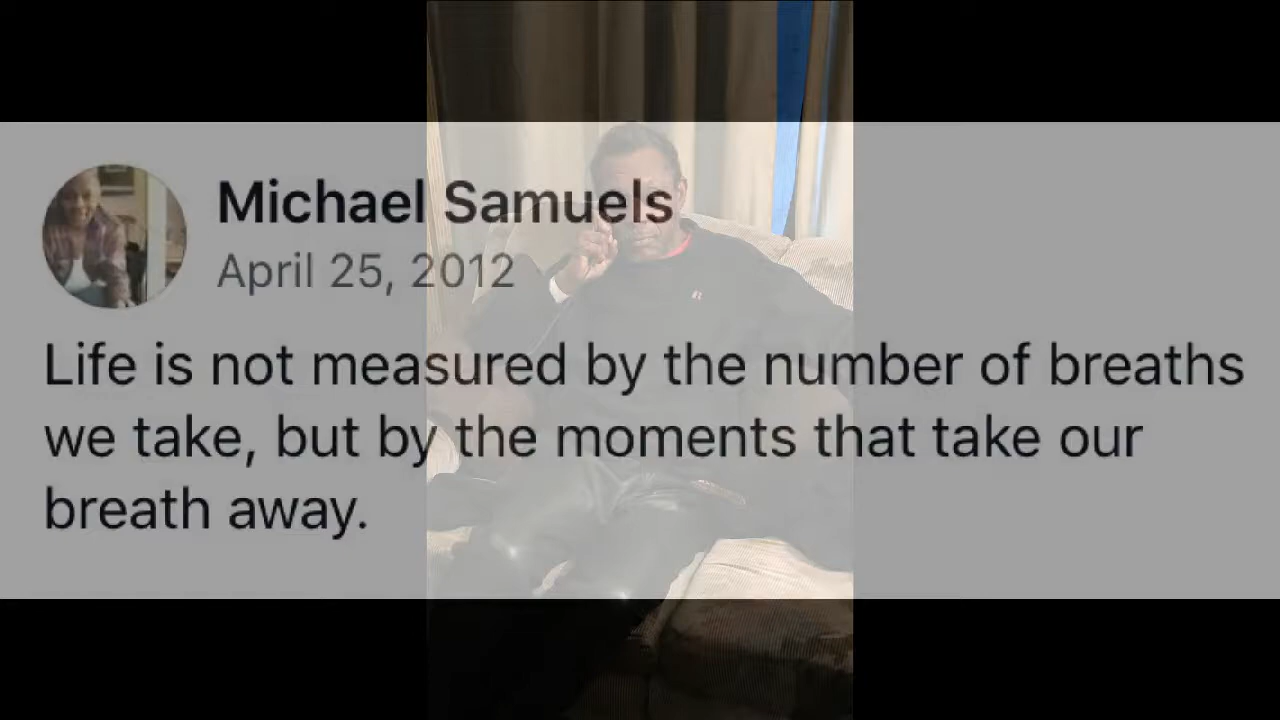 Michael Samuels
April 25, 2012
Life is not measured by the number of breaths
we take, but by the moments that take our
breath away.